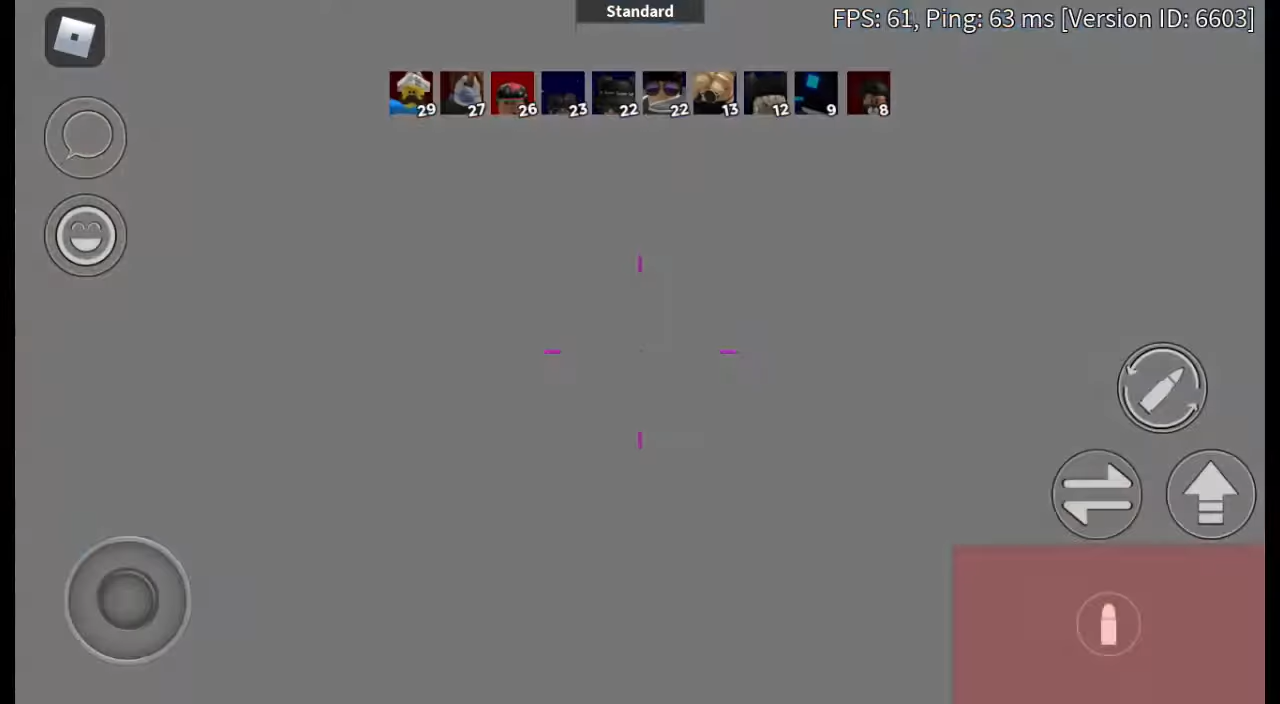 Standard
FPS: 61, Ping: 63 ms [Version ID: 6603]
29 27 26 23 22 22 13 12 9 8